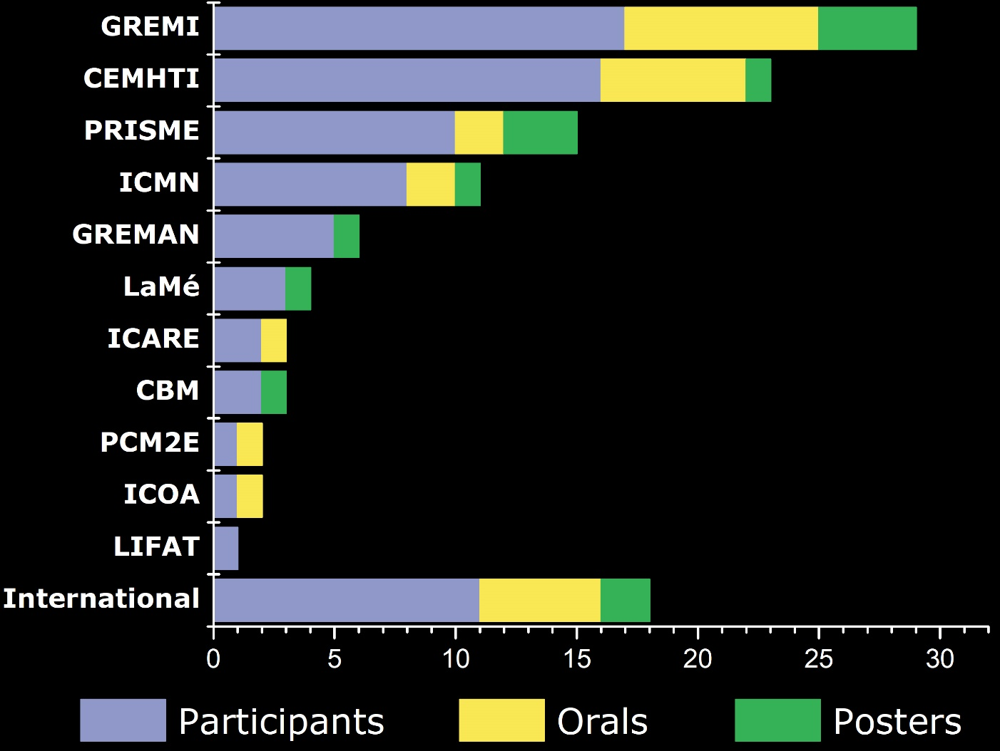 GREMI
CEMHTI
PRISME
ICMN
GREMAN
LaMé
ICARE
CBM
PCM2E
ICOA
LIFAT
International
0 5 10 15 20 25 30
Participants Orals Posters